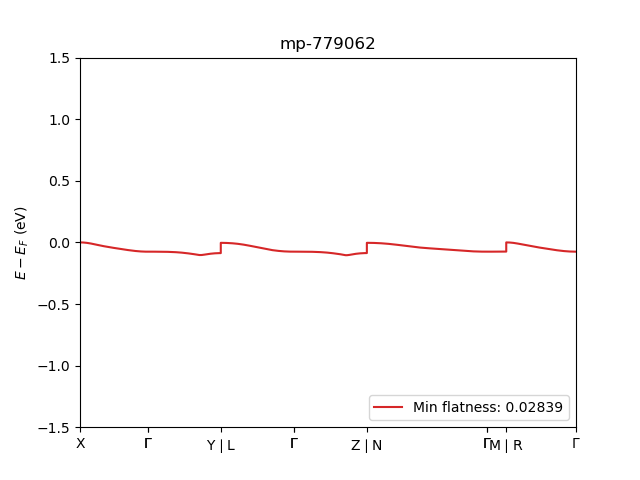 mp-779062
1.5
1.0
0.5
0.0
−0.5
−1.0
−1.5
E − E_F (eV)
Min flatness: 0.02839
X Γ Y | L Γ Z | N Γ M | R Γ